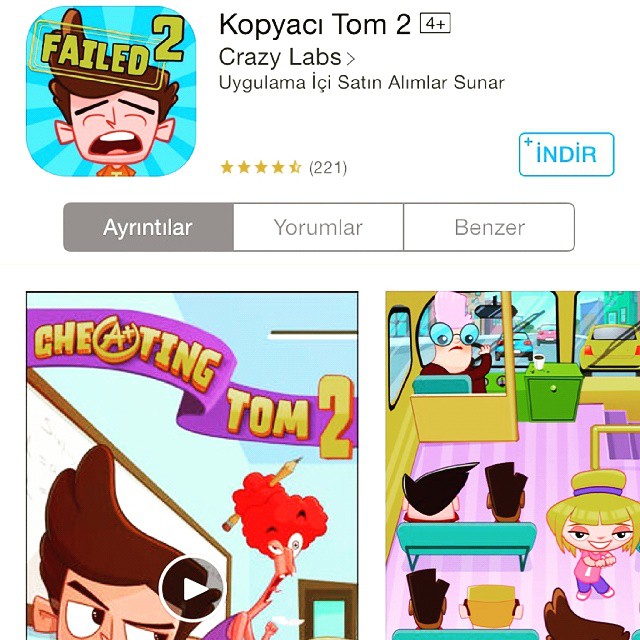 FAILED 2
Kopyacı Tom 2 4+
Crazy Labs >
Uygulama İçi Satın Alımlar Sunar
(221)
+İNDİR
Ayrıntılar
Yorumlar
Benzer
CHEATING
A+
TOM 2